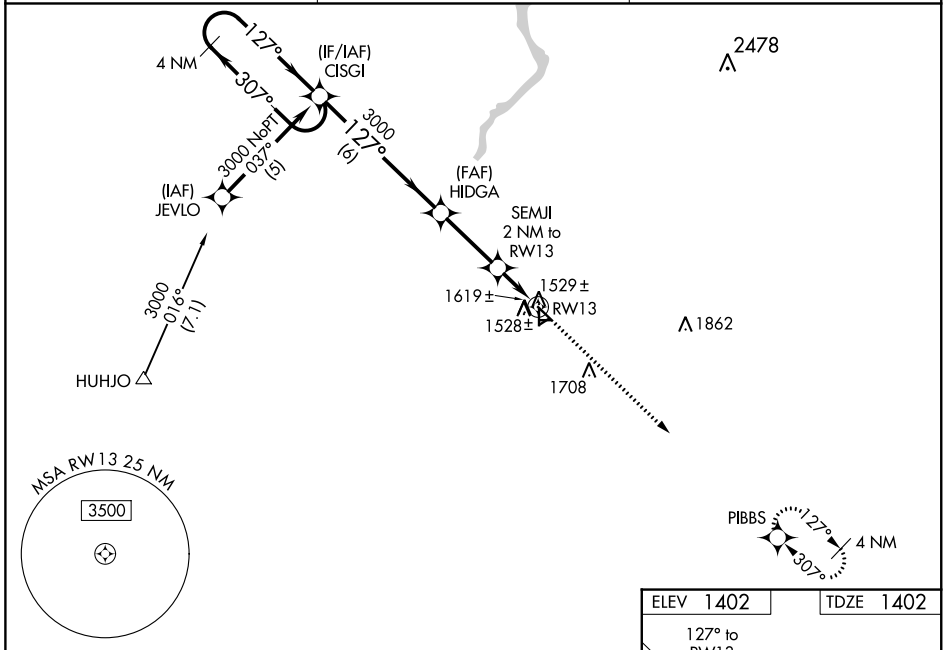 127°
4 NM
307°
(IF/IAF)
CISGI
2478
3000 NoPT
037°
(5)
3000
127°
(6)
(IAF)
JEVLO
(FAF)
HIDGA
SEMJI
2 NM to
RW13
3000
016°
(7.1)
1619 ±
1529 ±
RW13
1528 ±
1862
HUHJO
1708
MSA RW13 25 NM
3500
PIBBS
127°
4 NM
307°
ELEV 1402
TDZE 1402
127° to
RW13